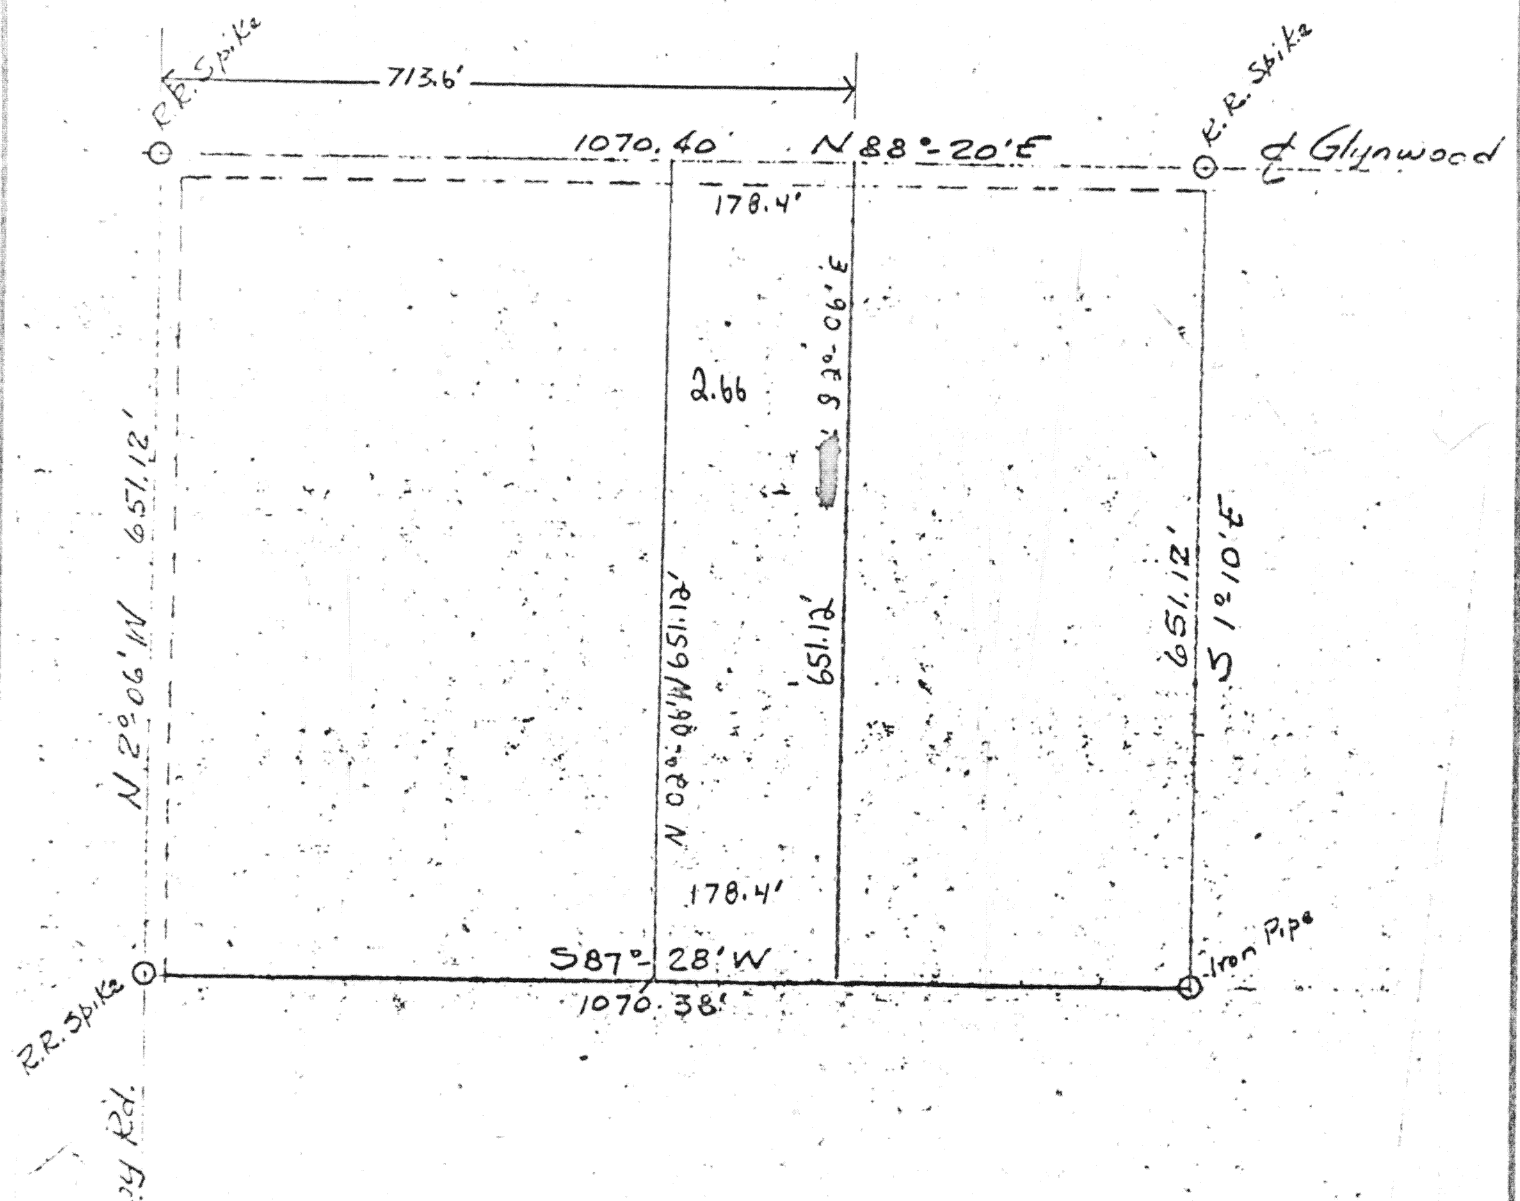 R.R. Spike
713.6'
R.R. Spike
1070.40' N 88°-20' E
℄ Glynwood
178.4'
S 2°-06' E
2.66
N 2°-06' W 651.12'
N 02°-06' W 651.12'
651.12'
651.12'
S 1°10' E
178.4'
S 87°-28' W
1070.38'
R.R. Spike
Iron Pipe
Rd.